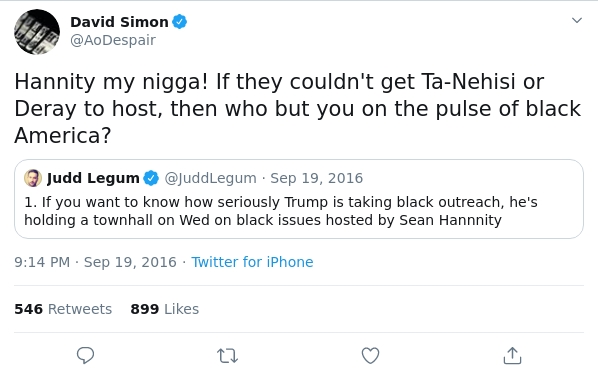 David Simon
@AoDespair
Hannity my nigga! If they couldn't get Ta-Nehisi or
Deray to host, then who but you on the pulse of black
America?
Judd Legum @JuddLegum · Sep 19, 2016
1. If you want to know how seriously Trump is taking black outreach, he's
holding a townhall on Wed on black issues hosted by Sean Hannnity
9:14 PM · Sep 19, 2016 · Twitter for iPhone
546 Retweets 899 Likes